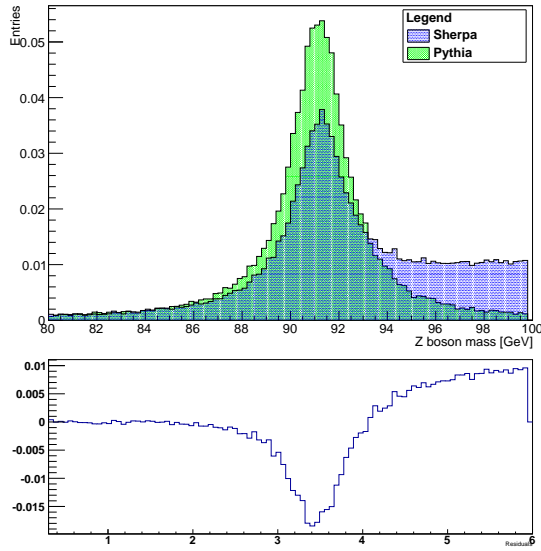 Entries
Legend
Sherpa
Pythia
0.05
0.04
0.03
0.02
0.01
0
80 82 84 86 88 90 92 94 96 98 100
Z boson mass [GeV]
0.01
0.005
0
-0.005
-0.01
-0.015
1 2 3 4 5 6
Residuals